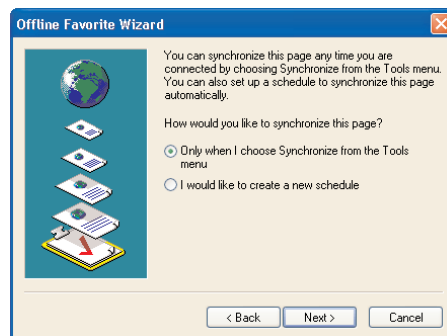 Offline Favorite Wizard
You can synchronize this page any time you are
connected by choosing Synchronize from the Tools menu.
You can also set up a schedule to synchronize this page
automatically.
How would you like to synchronize this page?
Only when I choose Synchronize from the Tools
menu
I would like to create a new schedule
< Back Next > Cancel